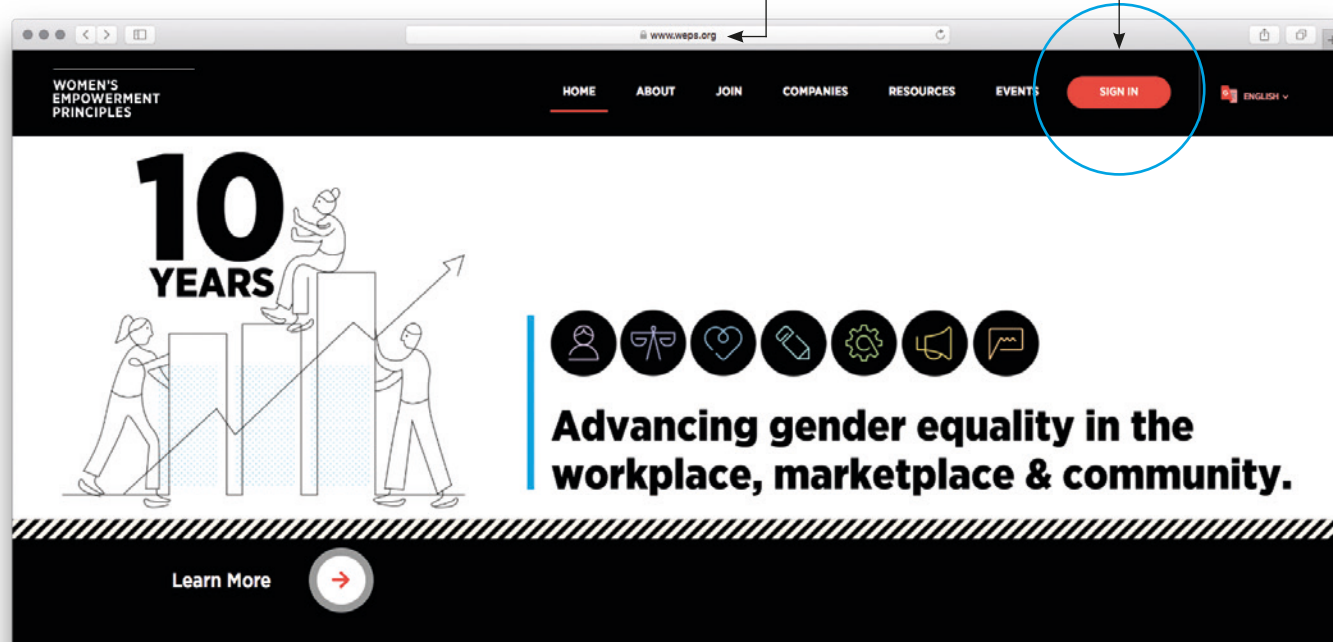 www.weps.org
WOMEN'S
EMPOWERMENT
PRINCIPLES
HOME ABOUT JOIN COMPANIES RESOURCES EVENTS SIGN IN ENGLISH
10
YEARS
Advancing gender equality in the
workplace, marketplace & community.
Learn More